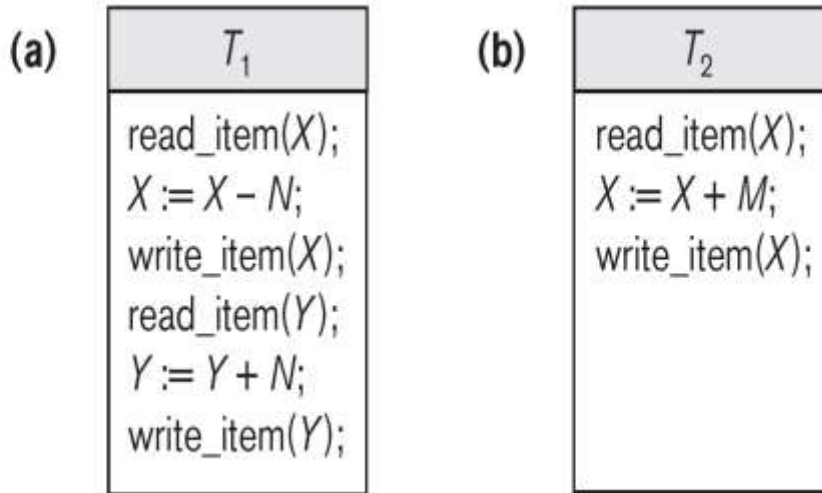 (a)
T₁
read_item(X);
X := X – N;
write_item(X);
read_item(Y);
Y := Y + N;
write_item(Y);
(b)
T₂
read_item(X);
X := X + M;
write_item(X);